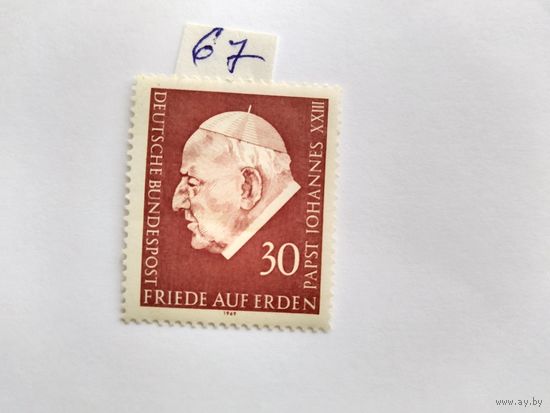 67
DEUTSCHE BUNDESPOST
PAPST JOHANNES XXIII
30
FRIEDE AUF ERDEN
1969
www.ay.by